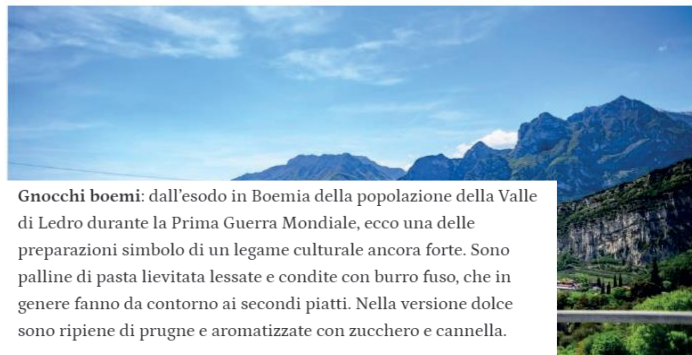 Gnocchi boemi: dall’esodo in Boemia della popolazione della Valle
di Ledro durante la Prima Guerra Mondiale, ecco una delle
preparazioni simbolo di un legame culturale ancora forte. Sono
palline di pasta lievitata lessate e condite con burro fuso, che in
genere fanno da contorno ai secondi piatti. Nella versione dolce
sono ripiene di prugne e aromatizzate con zucchero e cannella.